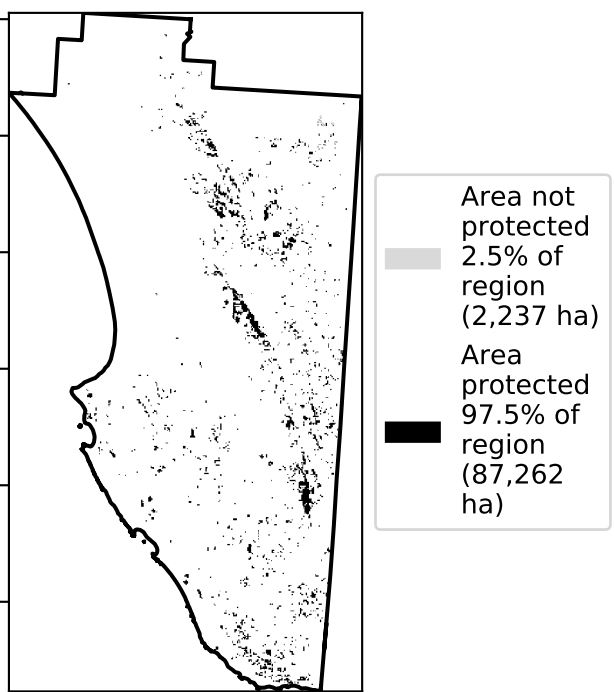 Area not
protected
2.5% of
region
(2,237 ha)
Area
protected
97.5% of
region
(87,262
ha)